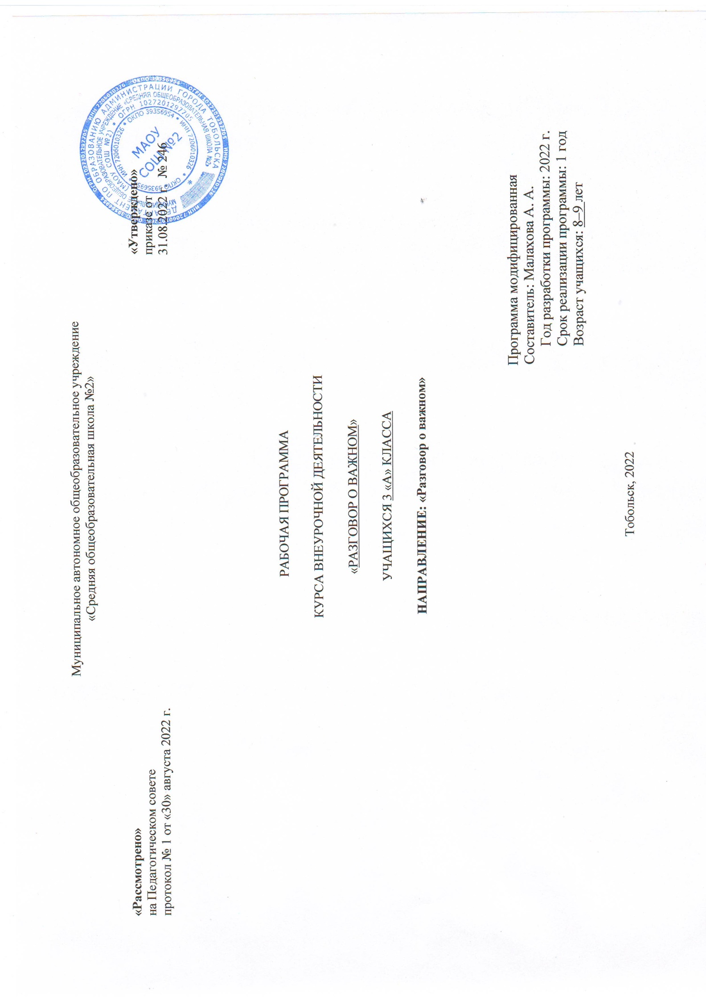 Муниципальное автономное общеобразовательное учреждение
«Средняя общеобразовательная школа №2»
«Рассмотрено»
на Педагогическом совете
протокол № 1 от «30» августа 2022 г.
«Утверждено»
приказе от
31.08.2022 г. № 246
ДЕПАРТАМЕНТ ПО ОБРАЗОВАНИЮ АДМИНИСТРАЦИИ ГОРОДА ТОБОЛЬСКА
ОБЩЕОБРАЗОВАТЕЛЬНОЕ УЧРЕЖДЕНИЕ «СРЕДНЯЯ ОБЩЕОБРАЗОВАТЕЛЬНАЯ ШКОЛА №2»
(МАОУ СОШ №2) * ОГРН 1027201297705
ИНН 7206010326 * ОКПО 39356954 * ИНН 7206010326 *
МАОУ
СОШ №2
РАБОЧАЯ ПРОГРАММА
КУРСА ВНЕУРОЧНОЙ ДЕЯТЕЛЬНОСТИ
«РАЗГОВОР О ВАЖНОМ»
УЧАЩИХСЯ 3 «А» КЛАССА
НАПРАВЛЕНИЕ: «Разговор о важном»
Программа модифицированная
Составитель: Малахова А. А.
Год разработки программы: 2022 г.
Срок реализации программы: 1 год
Возраст учащихся: 8–9 лет
Тобольск, 2022